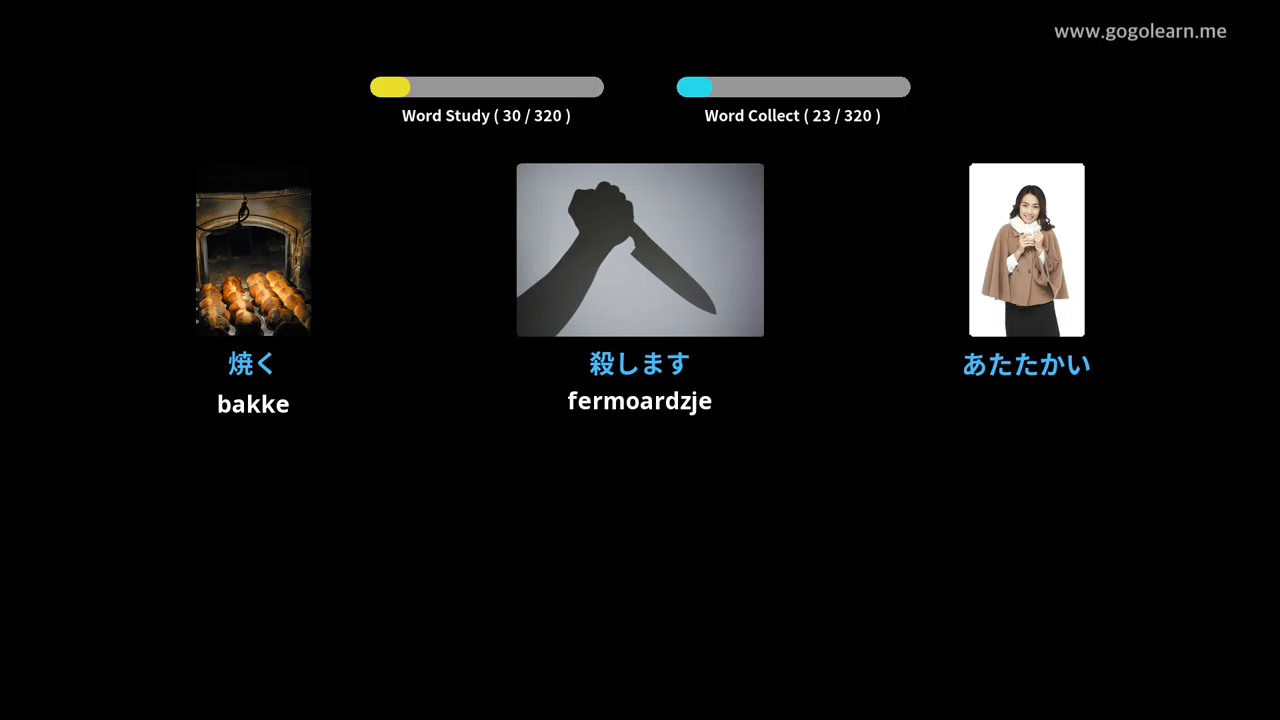 www.gogolearn.me
Word Study ( 30 / 320 )
Word Collect ( 23 / 320 )
焼く
殺します
あたたかい
bakke
fermoardzje